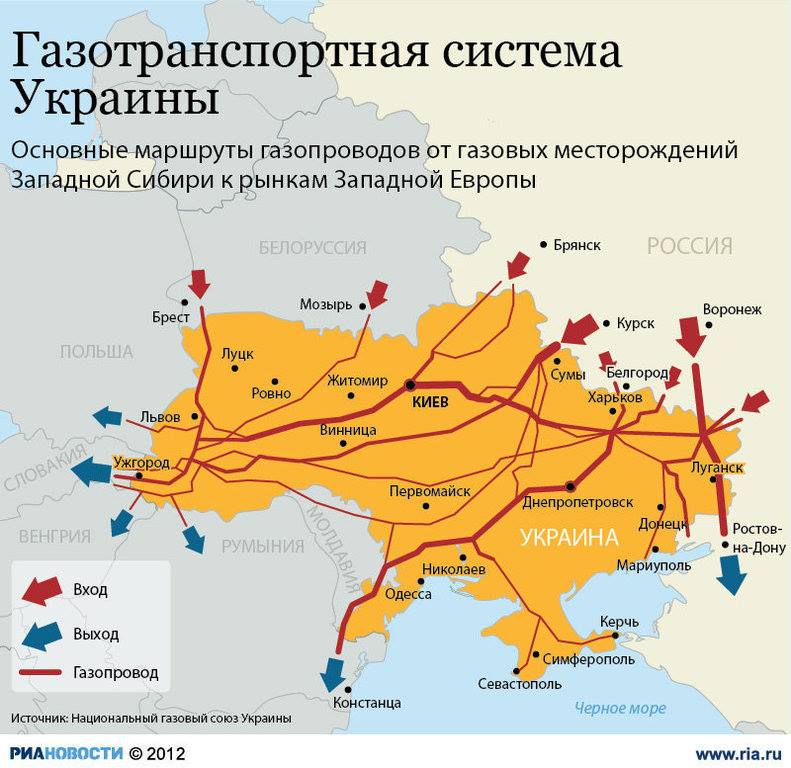 Газотранспортная система
Украины
Основные маршруты газопроводов от газовых месторождений
Западной Сибири к рынкам Западной Европы
БЕЛОРУССИЯ
Брянск
РОССИЯ
Брест
Мозырь
Курск
Воронеж
ПОЛЬША
Луцк
Ровно
Житомир
КИЕВ
Сумы
Белгород
Харьков
Львов
Винница
СЛОВАКИЯ
Ужгород
Первомайск
Луганск
Днепропетровск
ВЕНГРИЯ
РУМЫНИЯ
МОЛДАВИЯ
УКРАИНА
Донецк
Ростов-
на-Дону
Николаев
Мариуполь
Одесса
Вход
Выход
Газопровод
Керчь
Симферополь
Севастополь
Констанца
Черное море
Источник: Национальный газовый союз Украины
РИАНОВОСТИ © 2012
www.ria.ru